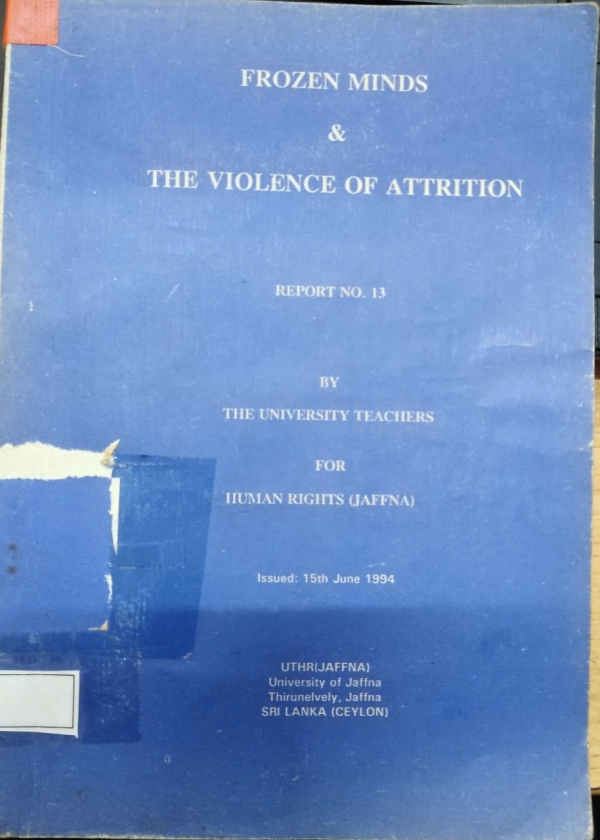 FROZEN MINDS
&
THE VIOLENCE OF ATTRITION
REPORT NO. 13
BY
THE UNIVERSITY TEACHERS
FOR
HUMAN RIGHTS (JAFFNA)
Issued: 15th June 1994
UTHR(JAFFNA)
University of Jaffna
Thirunelvely, Jaffna
SRI LANKA (CEYLON)